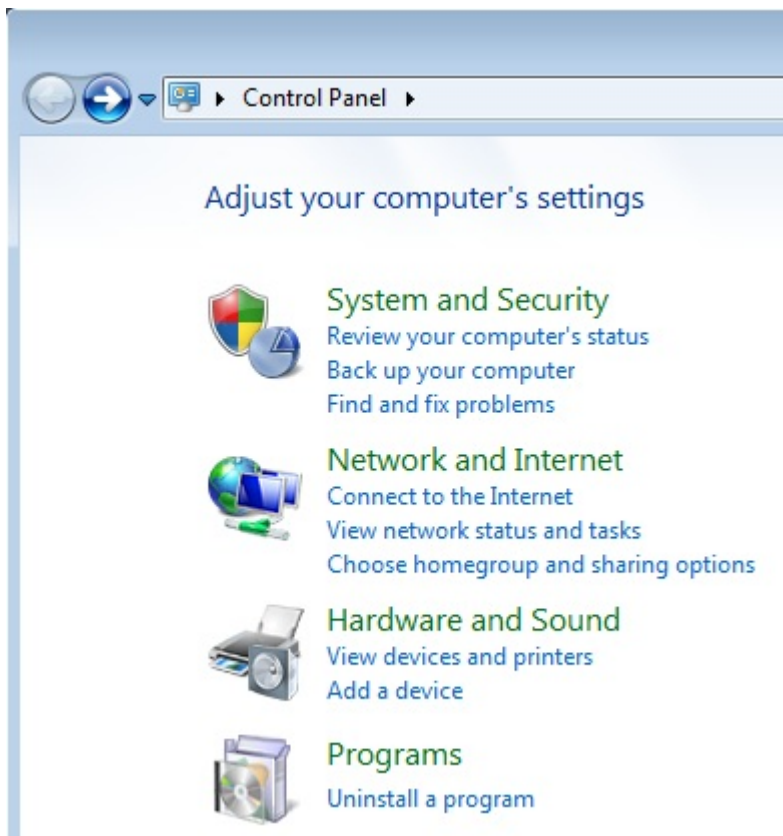 Control Panel
Adjust your computer's settings
System and Security
Review your computer's status
Back up your computer
Find and fix problems
Network and Internet
Connect to the Internet
View network status and tasks
Choose homegroup and sharing options
Hardware and Sound
View devices and printers
Add a device
Programs
Uninstall a program